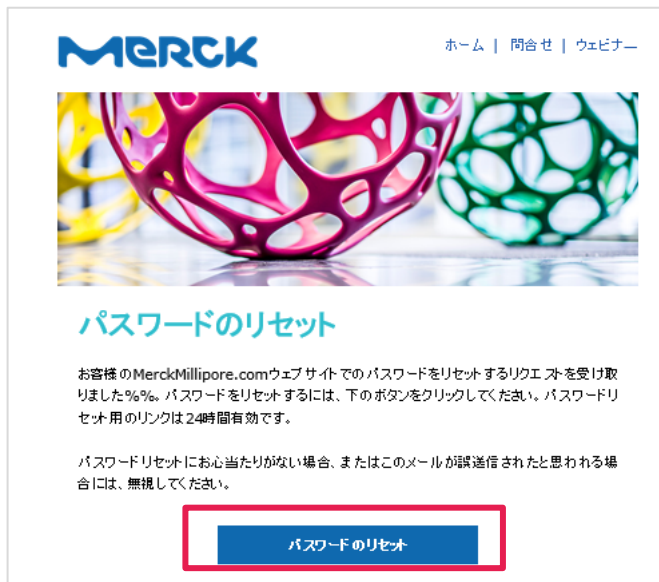 MERCK
ホーム | 問合せ | ウェビナー
パスワードのリセット
お客様のMerckMillipore.comウェブサイトでのパスワードをリセットするリクエストを受け取
りました%%。パスワードをリセットするには、下のボタンをクリックしてください。パスワードリ
セット用のリンクは24時間有効です。
パスワードリセットにお心当たりがない場合、またはこのメールが誤送信されたと思われる場
合には、無視してください。
パスワードのリセット